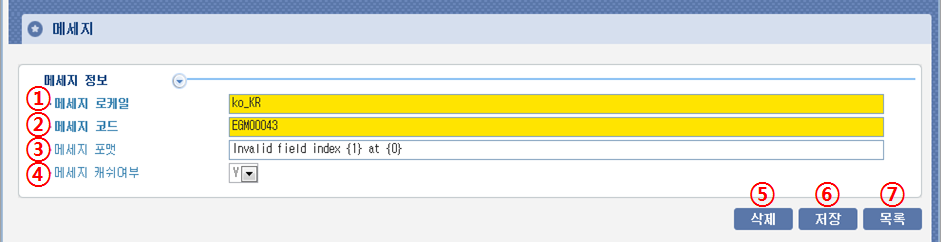 메세지
메세지 정보
① 메세지 로케일 ko_KR
② 메세지 코드 EGM00043
③ 메세지 포맷 Invalid field index {1} at {0}
④ 메세지 캐쉬여부 Y
⑤ ⑥ ⑦
삭제 저장 목록